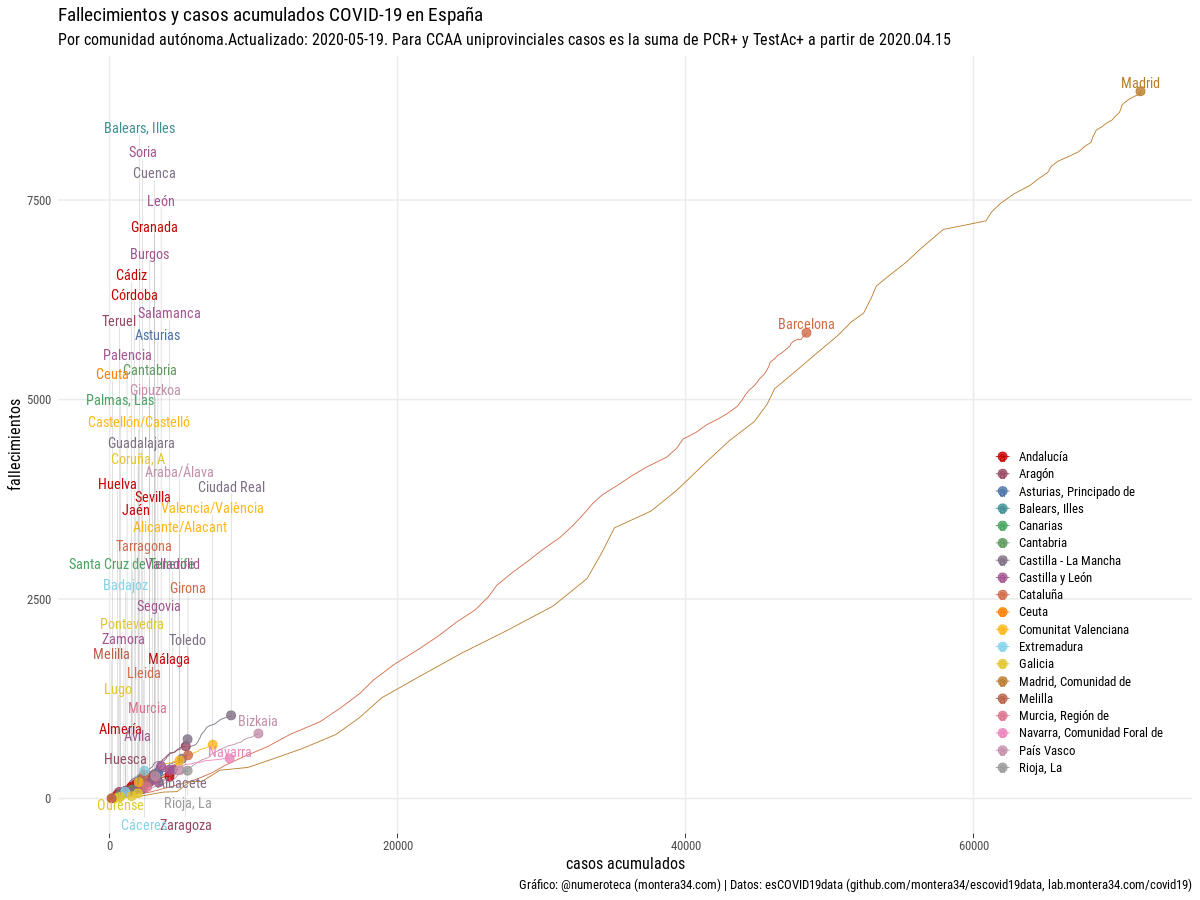 Fallecimientos y casos acumulados COVID-19 en España
Por comunidad autónoma.Actualizado: 2020-05-19. Para CCAA uniprovinciales casos es la suma de PCR+ y TestAc+ a partir de 2020.04.15
Madrid
Balears, Illes
Soria
Cuenca
León
7500
Granada
Burgos
Cádiz
Córdoba
Salamanca
Teruel
Barcelona
Asturias
Palencia
Cantabria
Ceuta
Gipuzkoa
Palmas, Las
5000
Castellón/Castelló
Guadalajara
Coruña, A
Araba/Álava
Huelva
Ciudad Real
Sevilla
Jaén
Valencia/València
Alicante/Alacant
Tarragona
Santa Cruz de Tenerife
Valladolid
Badajoz
Girona
2500
Segovia
Pontevedra
Zamora
Toledo
Melilla
Málaga
Lleida
Lugo
Murcia
Bizkaia
Almería
Ávila
Navarra
Huesca
Albacete
0
Ourense
Rioja, La
Cáceres
Zaragoza
fallecimientos
0
20000
40000
60000
casos acumulados
Andalucía
Aragón
Asturias, Principado de
Balears, Illes
Canarias
Cantabria
Castilla - La Mancha
Castilla y León
Cataluña
Ceuta
Comunitat Valenciana
Extremadura
Galicia
Madrid, Comunidad de
Melilla
Murcia, Región de
Navarra, Comunidad Foral de
País Vasco
Rioja, La
Gráfico: @numeroteca (montera34.com) | Datos: esCOVID19data (github.com/montera34/escovid19data, lab.montera34.com/covid19)